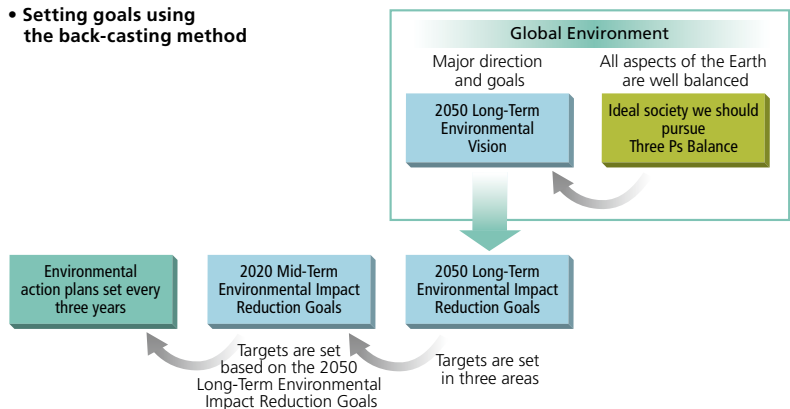 • Setting goals using
the back-casting method
Global Environment
Major direction
and goals
All aspects of the Earth
are well balanced
2050 Long-Term
Environmental
Vision
Ideal society we should
pursue
Three Ps Balance
Environmental
action plans set every
three years
2020 Mid-Term
Environmental Impact
Reduction Goals
2050 Long-Term
Environmental Impact
Reduction Goals
Targets are set
based on the 2050
Long-Term Environmental
Impact Reduction Goals
Targets are set
in three areas